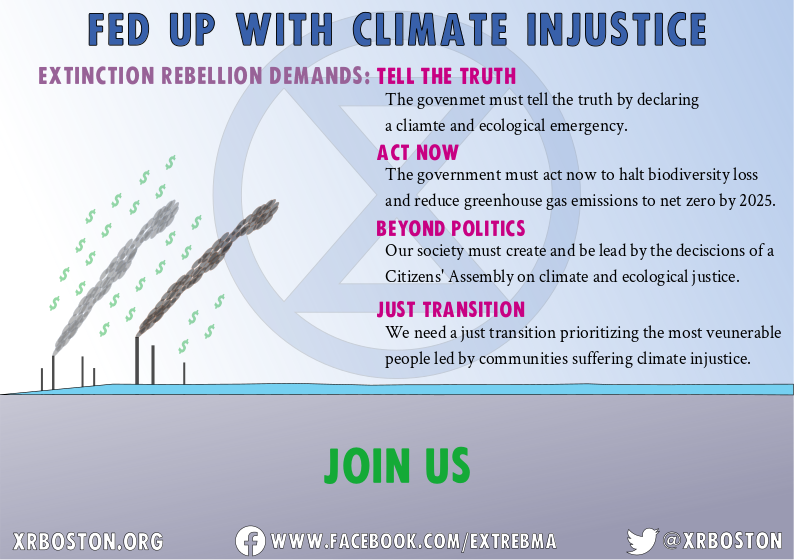 FED UP WITH CLIMATE INJUSTICE
EXTINCTION REBELLION DEMANDS: TELL THE TRUTH
The govenmet must tell the truth by declaring
a cliamte and ecological emergency.
ACT NOW
The government must act now to halt biodiversity loss
and reduce greenhouse gas emissions to net zero by 2025.
BEYOND POLITICS
Our society must create and be lead by the deciscions of a
Citizens' Assembly on climate and ecological justice.
JUST TRANSITION
We need a just transition prioritizing the most veunerable
people led by communities suffering climate injustice.
JOIN US
XRBOSTON.ORG WWW.FACEBOOK.COM/EXTREBMA @XRBOSTON